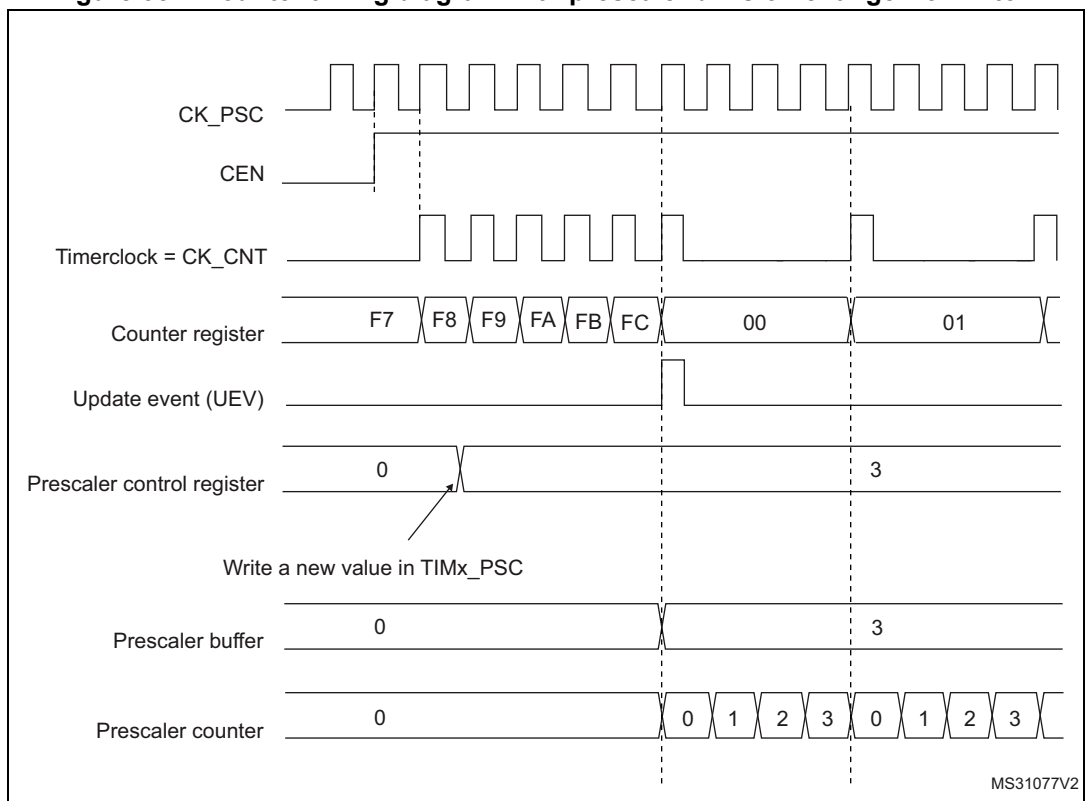 CK_PSC
CEN
Timerclock = CK_CNT
Counter register
F7 F8 F9 FA FB FC 00 01
Update event (UEV)
Prescaler control register
0 3
Write a new value in TIMx_PSC
Prescaler buffer
0 3
Prescaler counter
0 0 1 2 3 0 1 2 3
MS31077V2